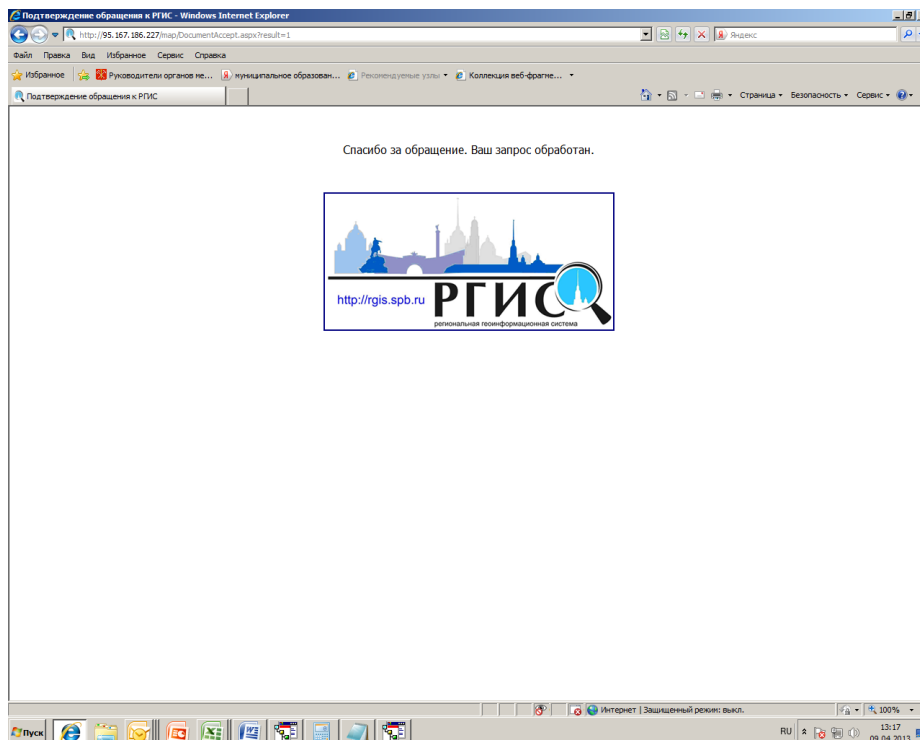 Подтверждение обращения к РГИС - Windows Internet Explorer
http://95.167.186.227/map/DocumentAccept.aspx?result=1
Яндекс
Файл Правка Вид Избранное Сервис Справка
Избранное Руководители органов ме... муниципальное образован... Рекомендуемые узлы Коллекция веб-фрагме...
Подтверждение обращения к РГИС
Страница Безопасность Сервис
Спасибо за обращение. Ваш запрос обработан.
http://rgis.spb.ru РГИС
региональная геоинформационная система
Интернет | Защищенный режим: выкл. 100%
Пуск
RU 13:17
09.04.2013